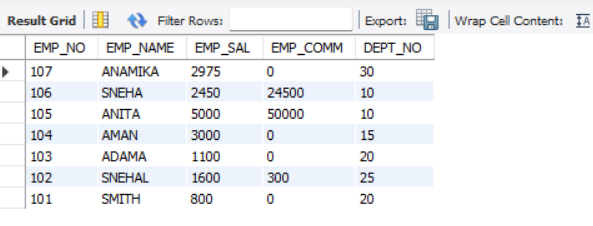 Result Grid Filter Rows: Export: Wrap Cell Content: IA
EMP_NO EMP_NAME EMP_SAL EMP_COMM DEPT_NO
107 ANAMIKA 2975 0 30
106 SNEHA 2450 24500 10
105 ANITA 5000 50000 10
104 AMAN 3000 0 15
103 ADAMA 1100 0 20
102 SNEHAL 1600 300 25
101 SMITH 800 0 20